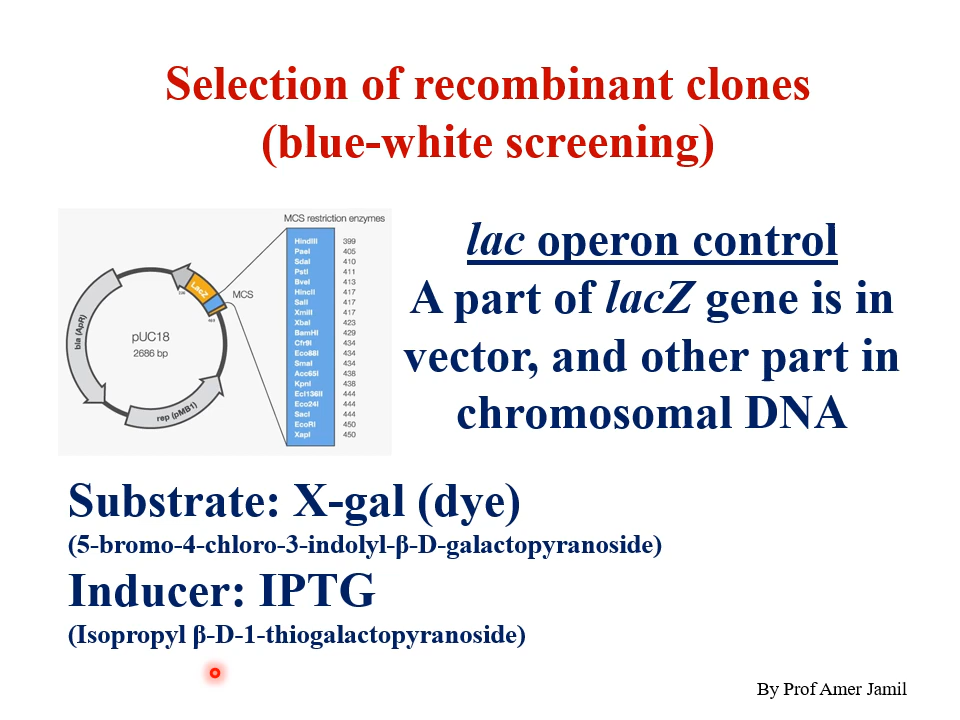 Selection of recombinant clones
(blue-white screening)
MCS restriction enzymes
HindIII 399
PaeI 405
SdaI 410
PstI 411
BveI 413
HincII 417
SalI 417
XmiI 417
XbaI 423
BamHI 429
Cfr9I 434
Eco88I 434
SmaI 434
Acc65I 438
KpnI 438
Ecl136II 444
Eco24I 444
SacI 444
EcoRI 450
XapI 450
LacZ
MCS
bla (ApR)
pUC18
2686 bp
rep (pMB1)
lac operon control
A part of lacZ gene is in
vector, and other part in
chromosomal DNA
Substrate: X-gal (dye)
(5-bromo-4-chloro-3-indolyl-β-D-galactopyranoside)
Inducer: IPTG
(Isopropyl β-D-1-thiogalactopyranoside)
By Prof Amer Jamil